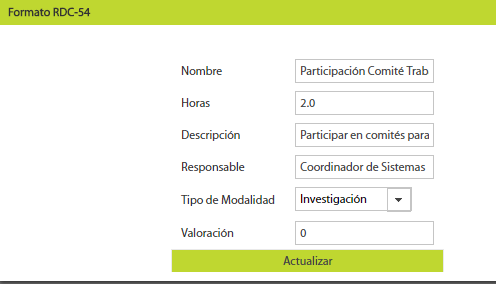 Formato RDC-54
Nombre Participación Comité Trab
Horas 2.0
Descripción Participar en comités para
Responsable Coordinador de Sistemas
Tipo de Modalidad Investigación
Valoración 0
Actualizar